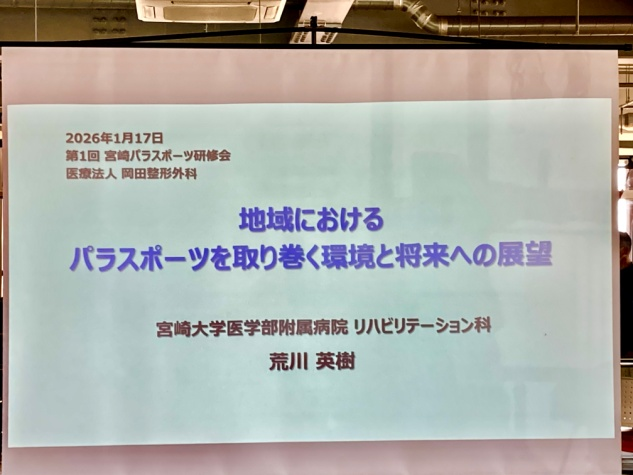 2026年1月17日
第1回 宮崎パラスポーツ研修会
医療法人 岡田整形外科
地域における
パラスポーツを取り巻く環境と将来への展望
宮崎大学医学部附属病院 リハビリテーション科
荒川 英樹